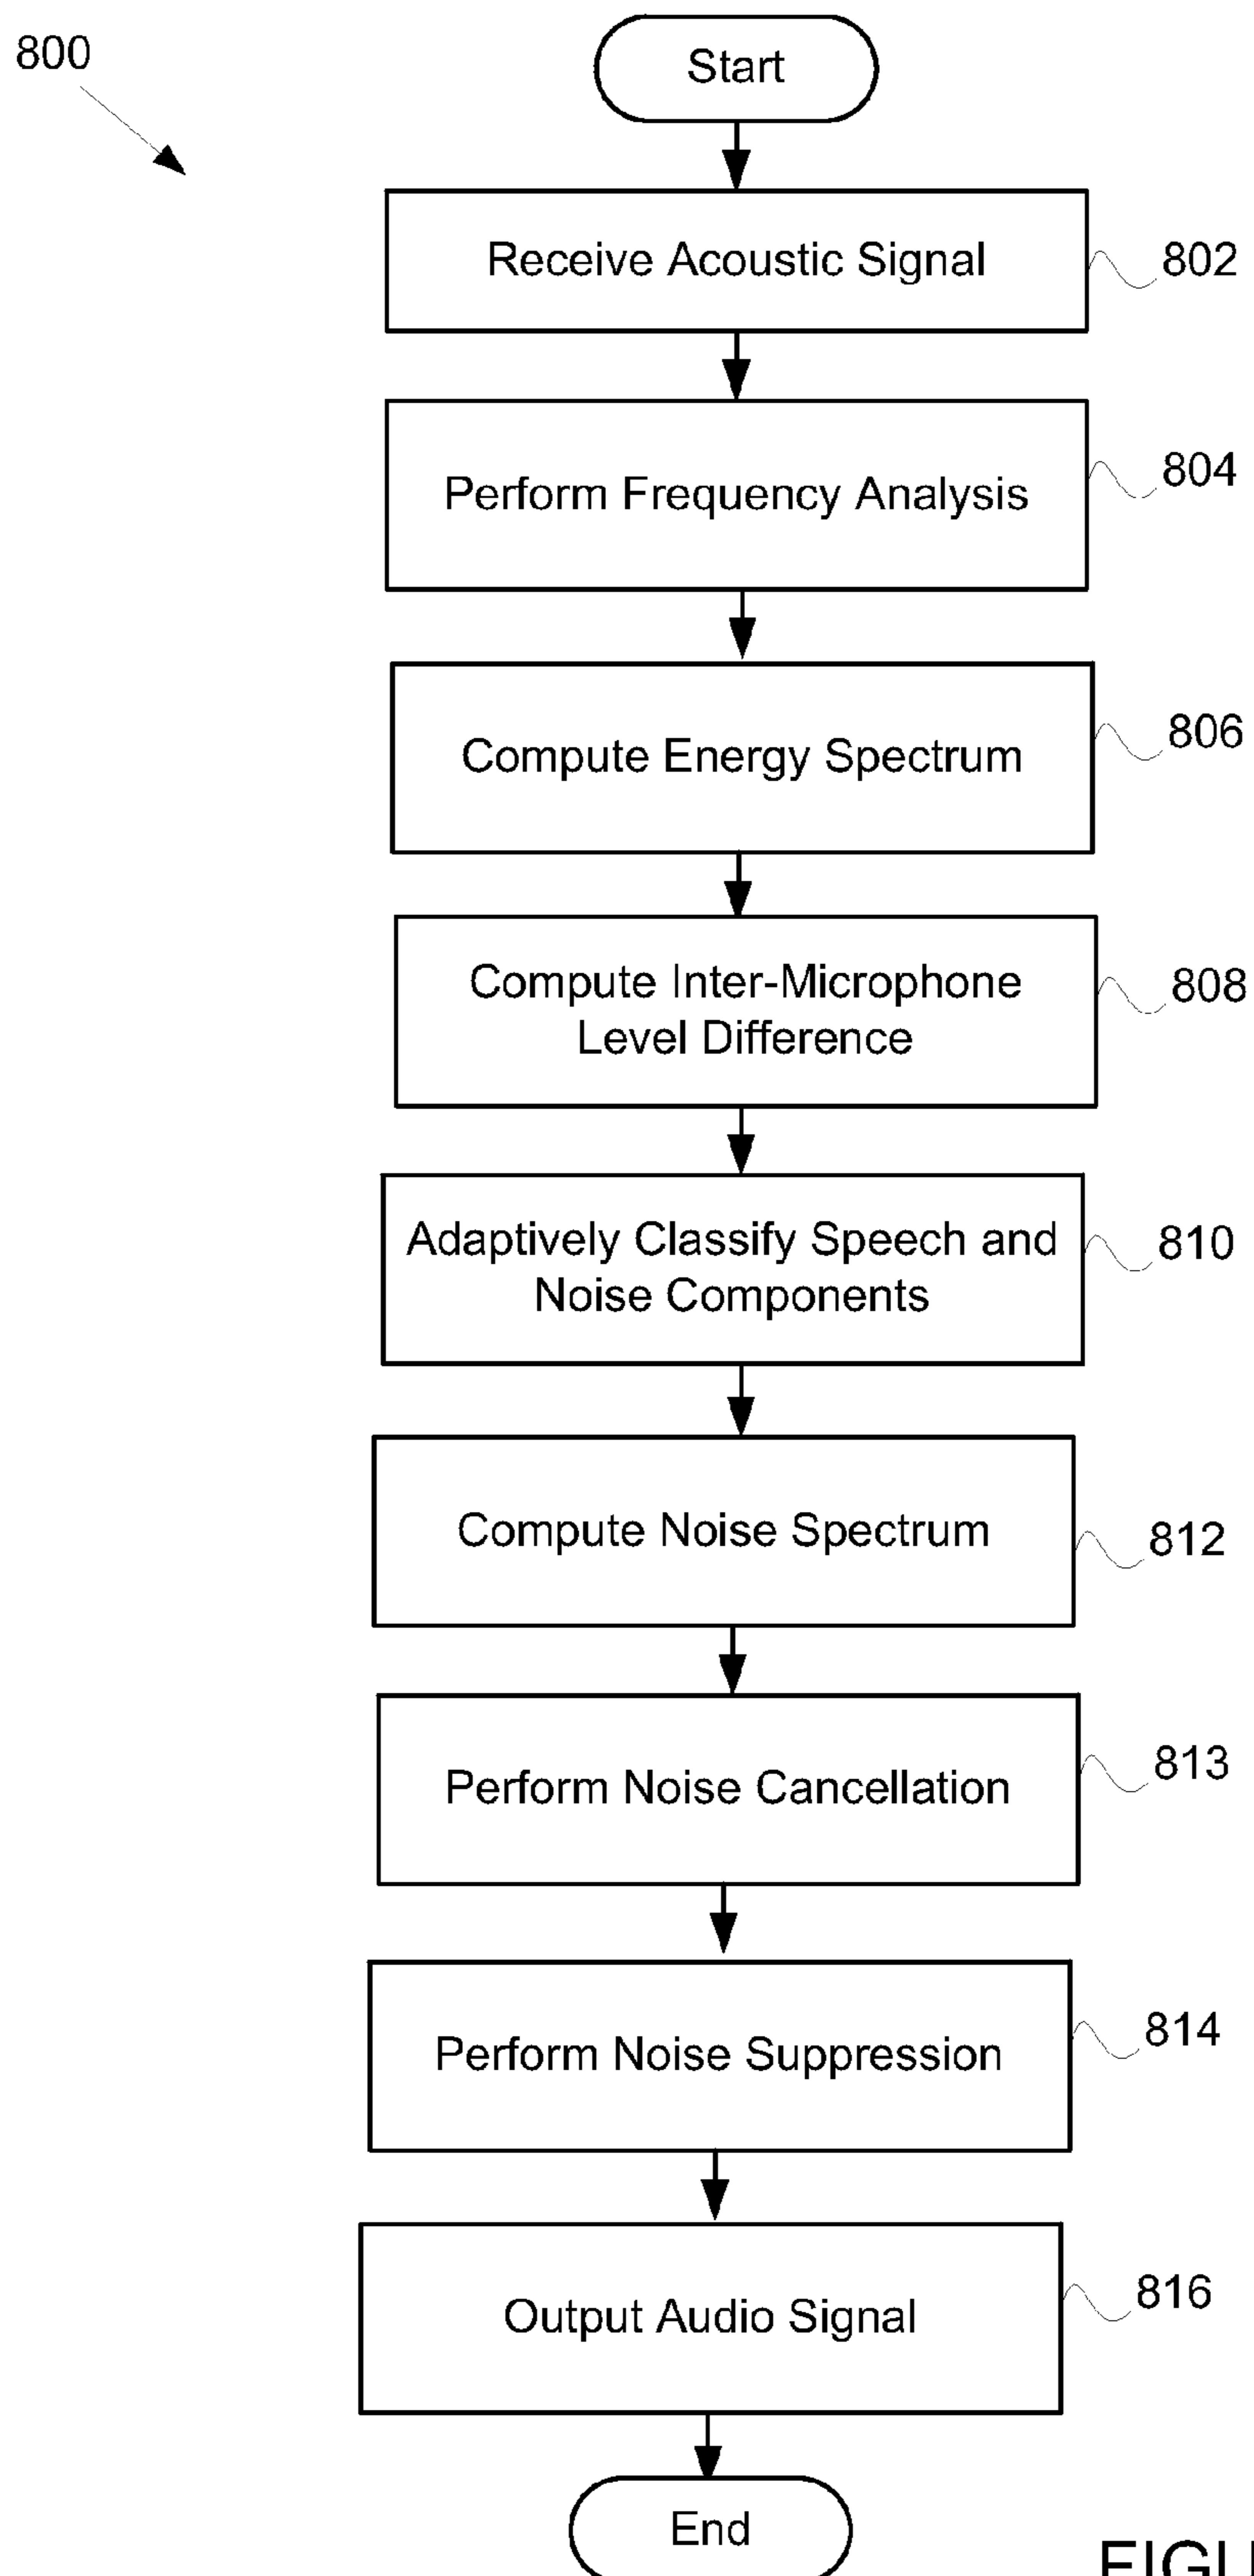 800
Start
Receive Acoustic Signal
802
Perform Frequency Analysis
804
Compute Energy Spectrum
806
Compute Inter-Microphone
Level Difference
808
Adaptively Classify Speech and
Noise Components
810
Compute Noise Spectrum
812
Perform Noise Cancellation
813
Perform Noise Suppression
814
Output Audio Signal
816
End